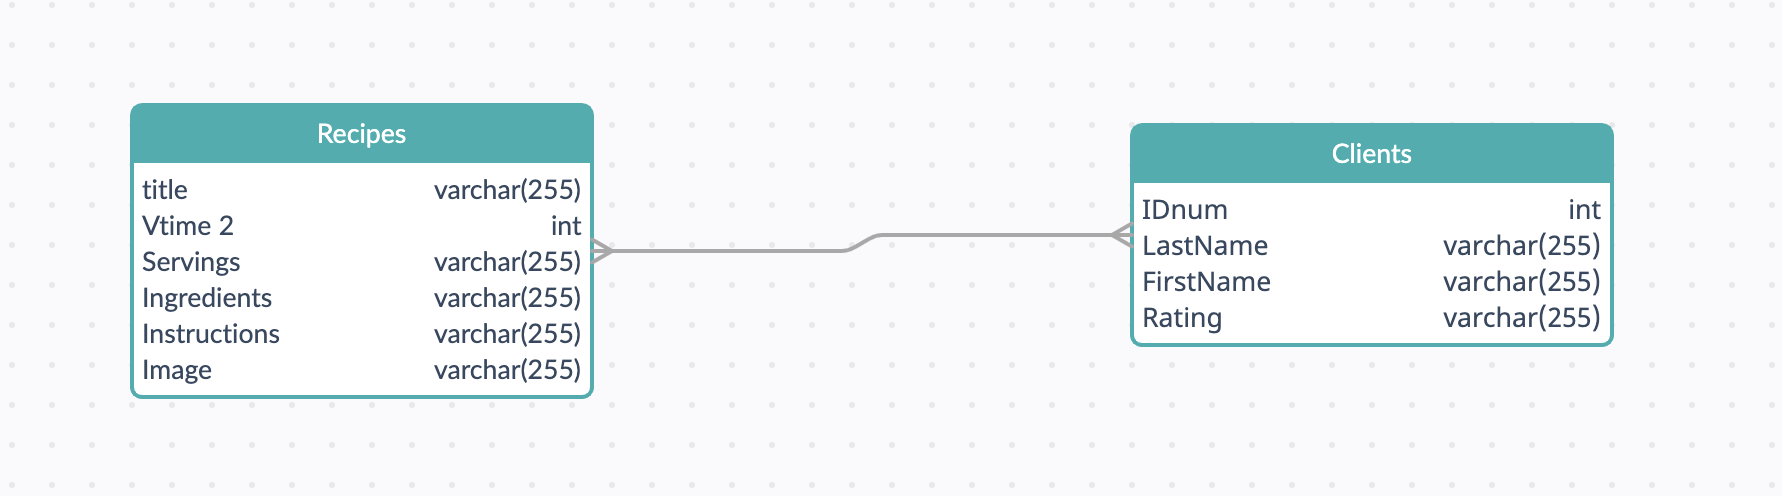 Recipes
title varchar(255)
Vtime 2 int
Servings varchar(255)
Ingredients varchar(255)
Instructions varchar(255)
Image varchar(255)
Clients
IDnum int
LastName varchar(255)
FirstName varchar(255)
Rating varchar(255)